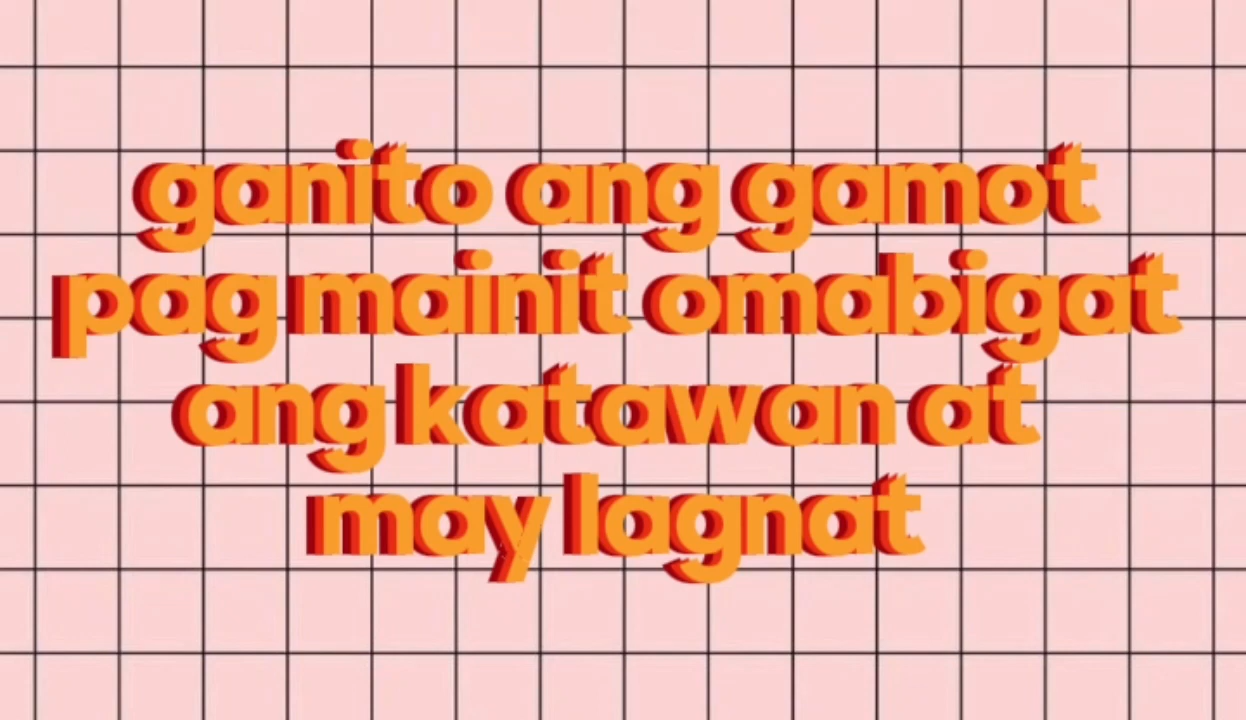 ganito ang gamot
pag mainit omabigat
ang katawan at
may lagnat